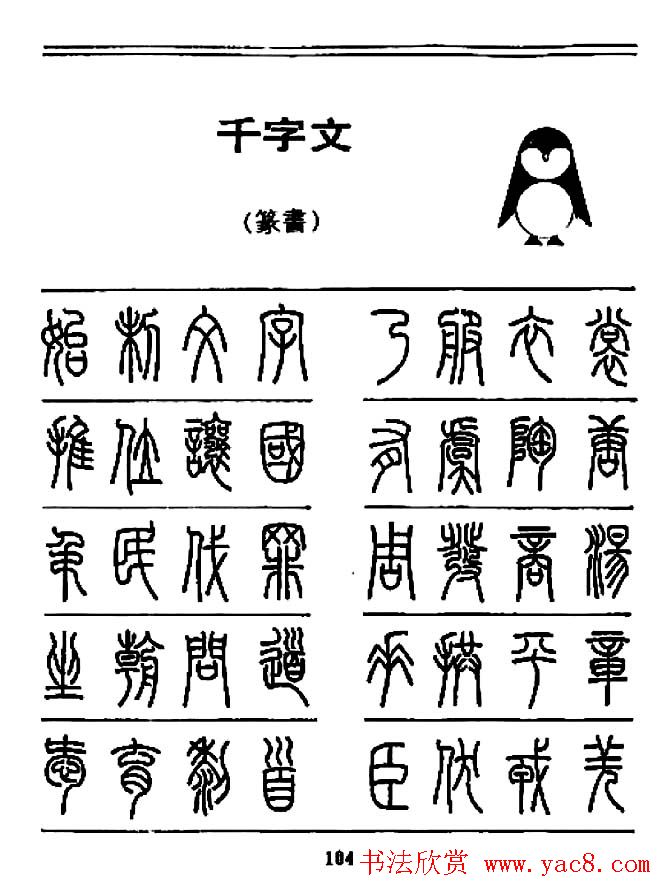 千字文
(篆書)
始制文字 乃服衣裳
推位讓國 有虞陶唐
弔民伐罪 周發商湯
坐朝問道 垂拱平章
愛育黎首 臣伏戎羌
104 书法欣赏 www.yac8.com